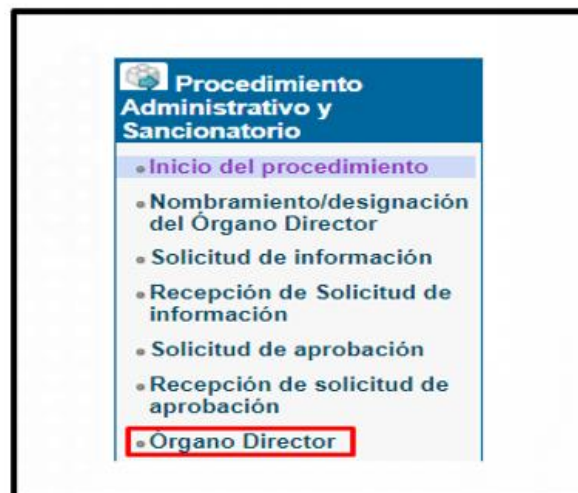 Procedimiento
Administrativo y
Sancionatorio
Inicio del procedimiento
Nombramiento/designación
del Órgano Director
Solicitud de información
Recepción de Solicitud de
información
Solicitud de aprobación
Recepción de solicitud de
aprobación
Órgano Director